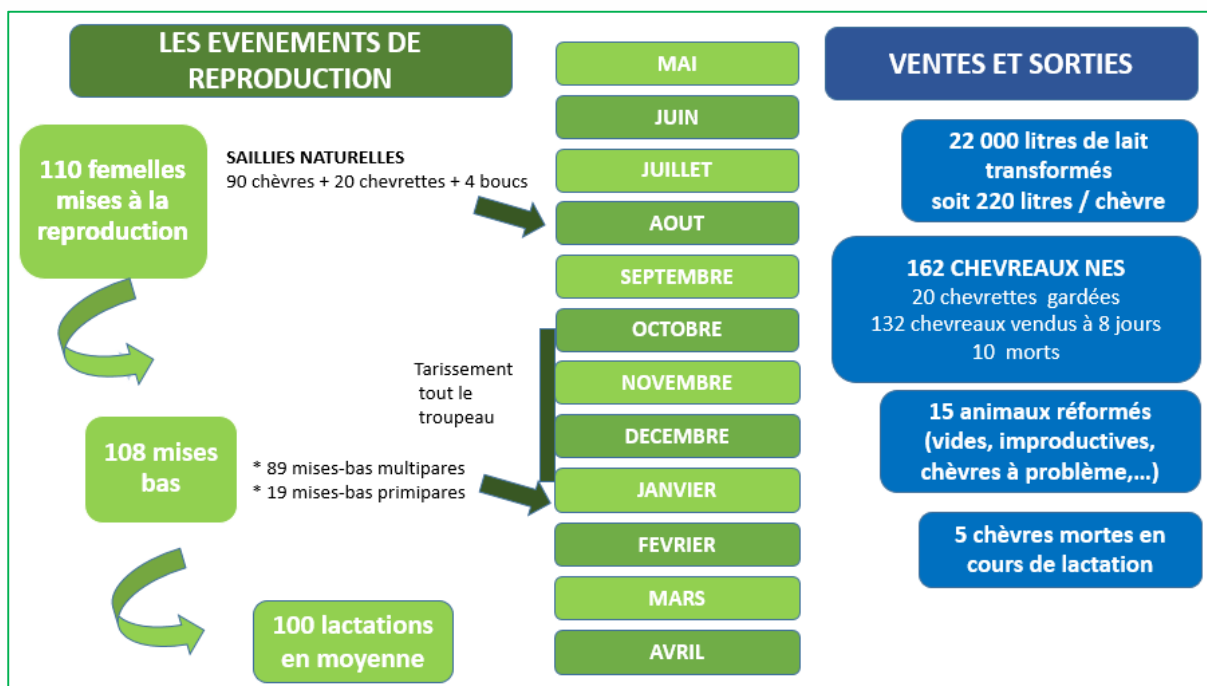 LES EVENEMENTS DE
REPRODUCTION
110 femelles
mises à la
reproduction
SAILLIES NATURELLES
90 chèvres + 20 chevrettes + 4 boucs
108 mises
bas
* 89 mises-bas multipares
* 19 mises-bas primipares
Tarissement
tout le
troupeau
100 lactations
en moyenne
MAI
JUIN
JUILLET
AOUT
SEPTEMBRE
OCTOBRE
NOVEMBRE
DECEMBRE
JANVIER
FEVRIER
MARS
AVRIL
VENTES ET SORTIES
22 000 litres de lait
transformés
soit 220 litres / chèvre
162 CHEVREAUX NES
20 chevrettes gardées
132 chevreaux vendus à 8 jours
10 morts
15 animaux réformés
(vides, improductives,
chèvres à problème,...)
5 chèvres mortes en
cours de lactation